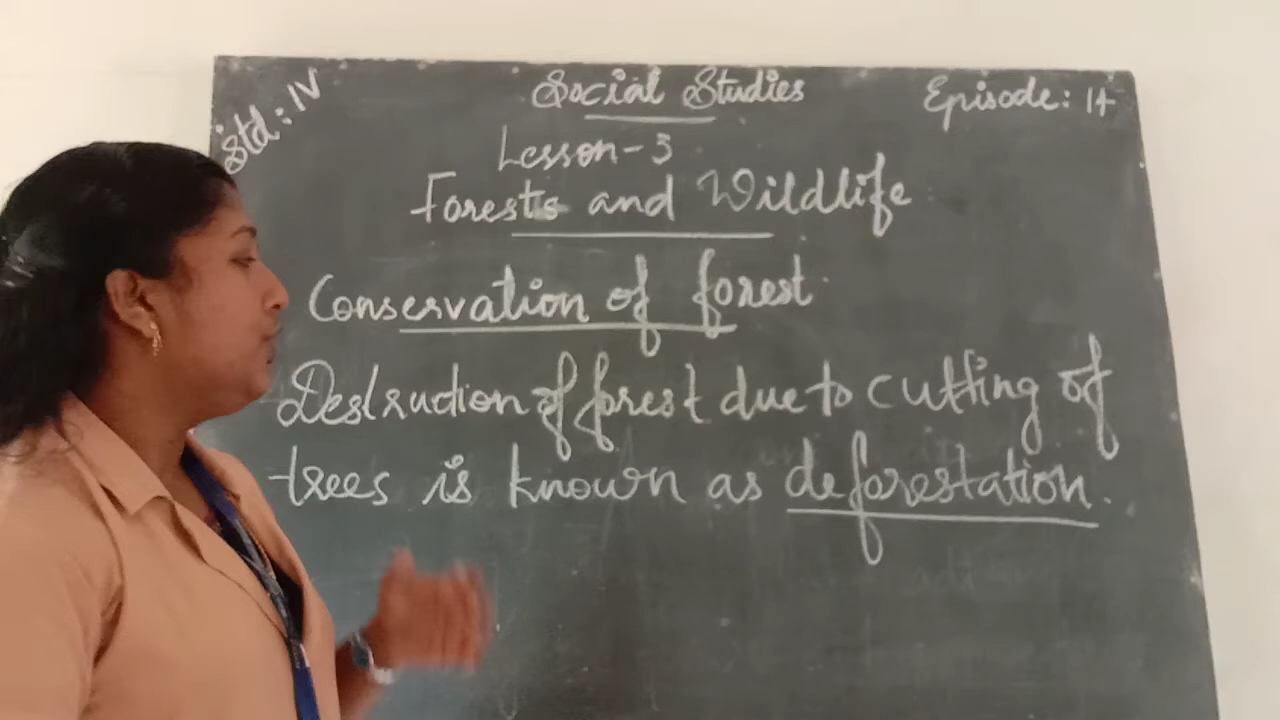 Std: IV
Social Studies
Episode: 14
Lesson - 3
Forests and Wildlife
Conservation of forest.
Destruction of forest due to cutting of
trees is known as deforestation.